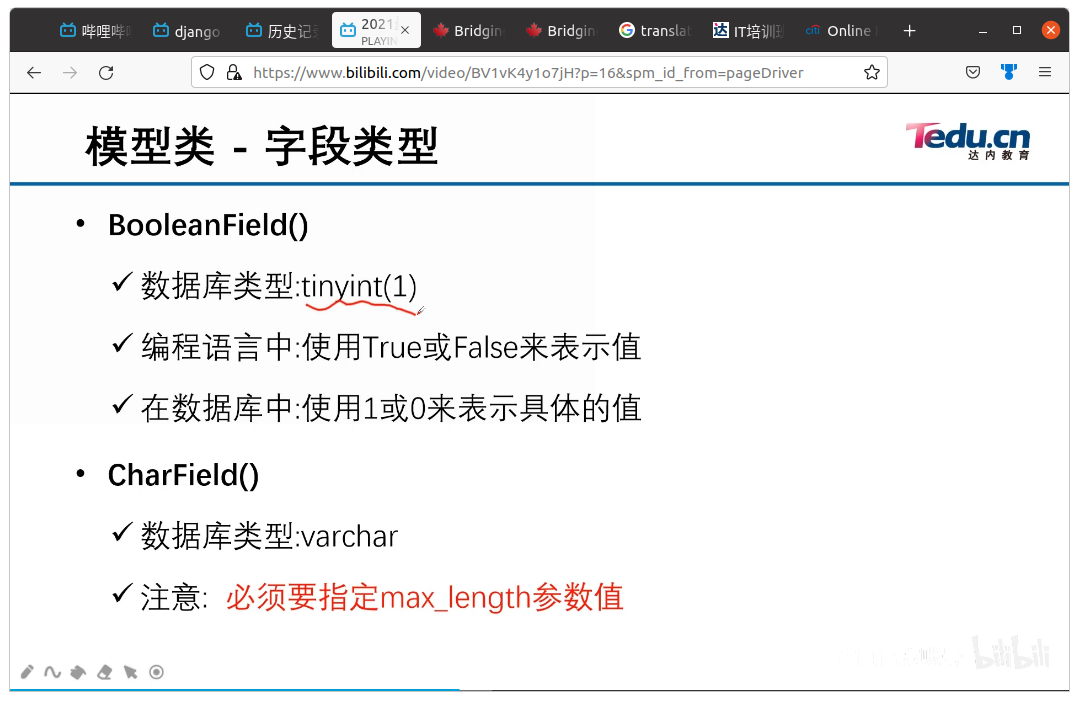 哔哩哔哩
django
历史记录
2021
PLAYIN
Bridgin
Bridgin
translat
IT培训班
Online
https://www.bilibili.com/video/BV1vK4y1o7jH?p=16&spm_id_from=pageDriver
模型类 - 字段类型
Tedu.cn
达内教育
• BooleanField()
✓ 数据库类型:tinyint(1)
✓ 编程语言中:使用True或False来表示值
✓ 在数据库中:使用1或0来表示具体的值
• CharField()
✓ 数据库类型:varchar
✓ 注意: 必须要指定max_length参数值
bilibili